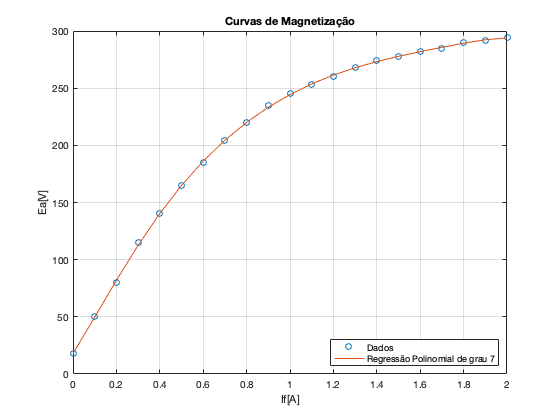 Curvas de Magnetização
300
250
200
150
100
50
0
Ea[V]
0 0.2 0.4 0.6 0.8 1 1.2 1.4 1.6 1.8 2
If[A]
Dados
Regressão Polinomial de grau 7